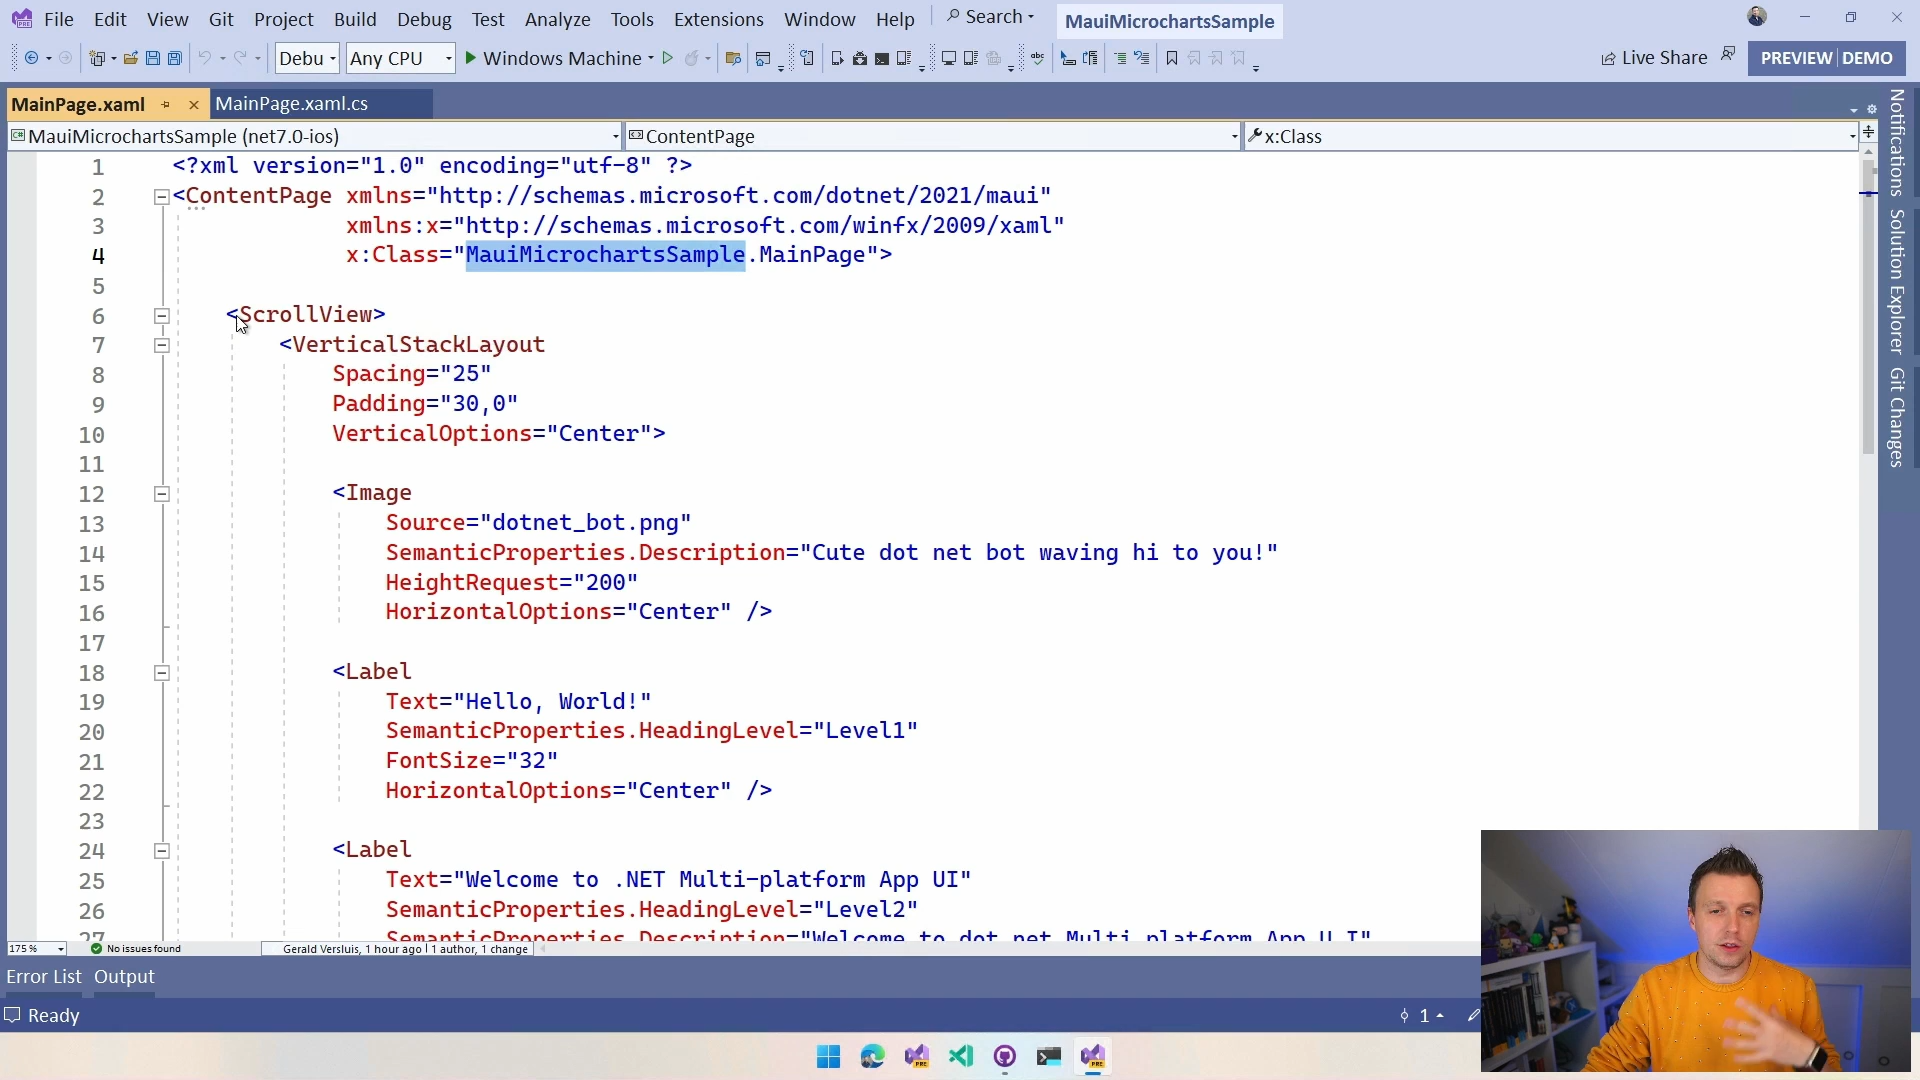 File Edit View Git Project Build Debug Test Analyze Tools Extensions Window Help Search MauiMicrochartsSample
Debu Any CPU Windows Machine Live Share PREVIEW DEMO
MainPage.xaml MainPage.xaml.cs
MauiMicrochartsSample (net7.0-ios) ContentPage x:Class
1 <?xml version="1.0" encoding="utf-8" ?>
2 <ContentPage xmlns="http://schemas.microsoft.com/dotnet/2021/maui"
3 xmlns:x="http://schemas.microsoft.com/winfx/2009/xaml"
4 x:Class="MauiMicrochartsSample.MainPage">
5
6 <ScrollView>
7 <VerticalStackLayout
8 Spacing="25"
9 Padding="30,0"
10 VerticalOptions="Center">
11
12 <Image
13 Source="dotnet_bot.png"
14 SemanticProperties.Description="Cute dot net bot waving hi to you!"
15 HeightRequest="200"
16 HorizontalOptions="Center" />
17
18 <Label
19 Text="Hello, World!"
20 SemanticProperties.HeadingLevel="Level1"
21 FontSize="32"
22 HorizontalOptions="Center" />
23
24 <Label
25 Text="Welcome to .NET Multi-platform App UI"
26 SemanticProperties.HeadingLevel="Level2"
27 SemanticProperties.Description="Welcome to dot net Multi platform App U I"
175 % No issues found Gerald Versluis, 1 hour ago | 1 author, 1 change
Error List Output
Ready 1
Notifications
Solution Explorer
Git Changes